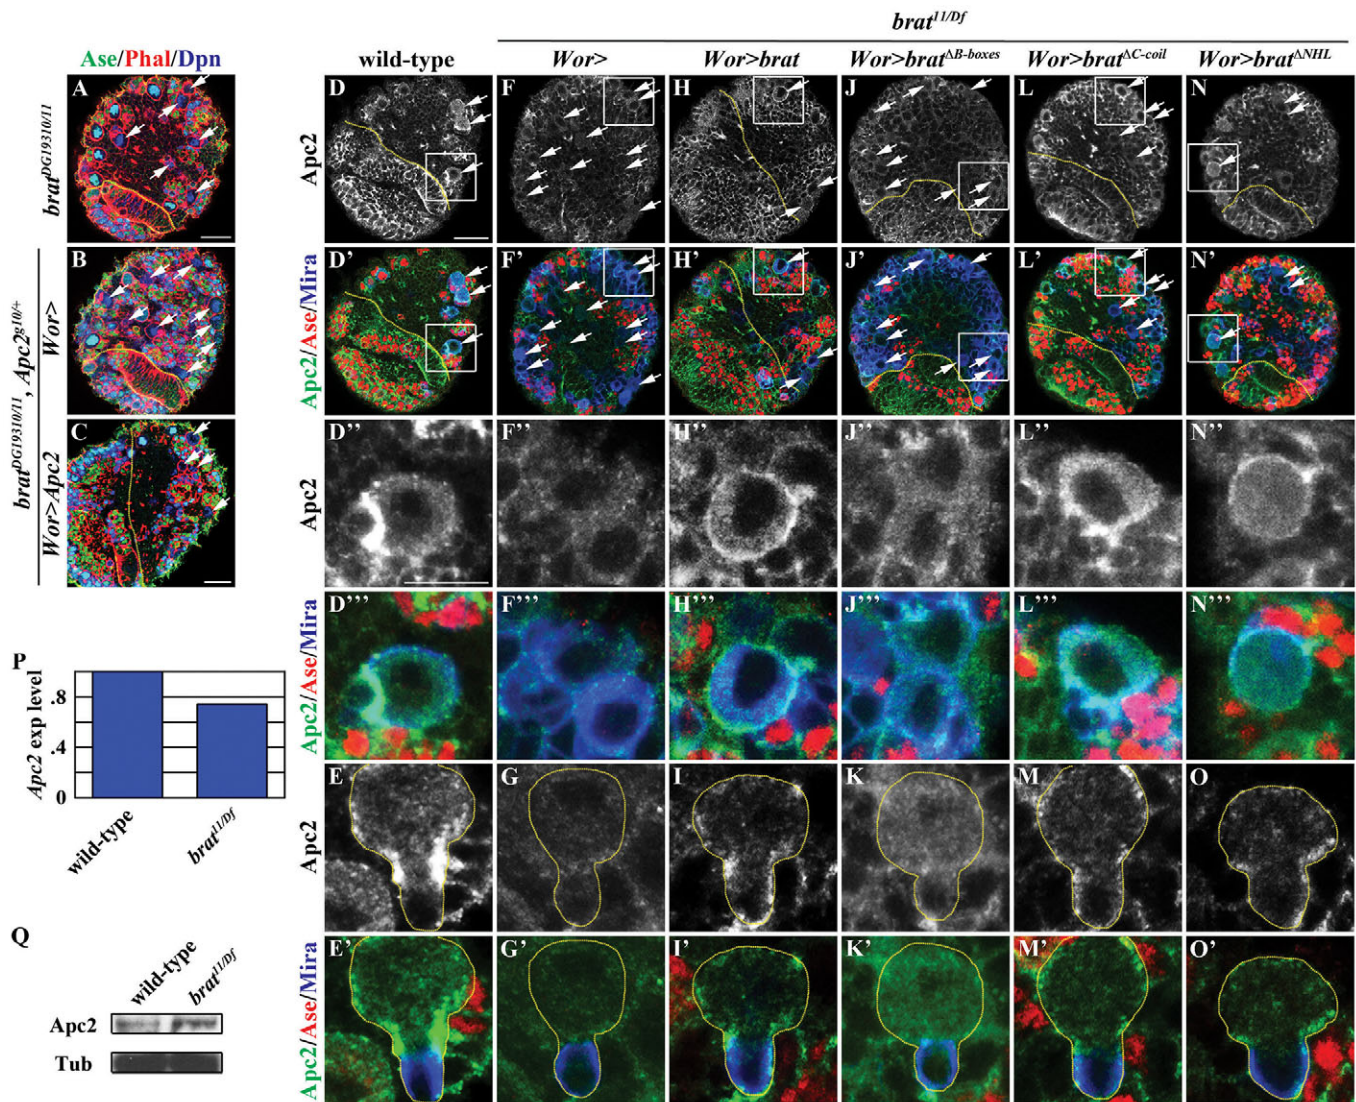 brat11/Df
Ase/Phal/Dpn
wild-type
Wor>
Wor>brat
Wor>bratΔB-boxes
Wor>bratΔC-coil
Wor>bratΔNHL
bratDG19310/11
A
Apc2
D
F
H
J
L
N
bratDG19310/11, Apc2g10/+
Wor>
B
Apc2/Ase/Mira
D'
F'
H'
J'
L'
N'
Wor>Apc2
C
Apc2
D''
F''
H''
J''
L''
N''
Apc2/Ase/Mira
D'''
F'''
H'''
J'''
L'''
N'''
P
Apc2 exp level
.8
.4
0
wild-type
brat11/Df
Apc2
E
G
I
K
M
O
Q
wild-type
brat11/Df
Apc2
Tub
Apc2/Ase/Mira
E'
G'
I'
K'
M'
O'